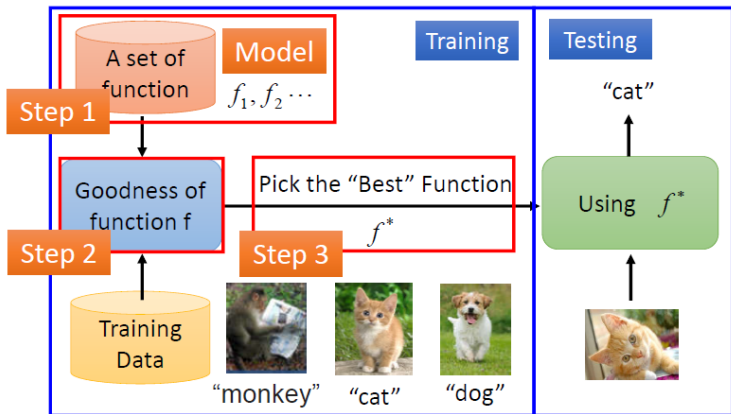 A set of
function
Model
f₁, f₂ ⋯
Step 1
Training
Testing
"cat"
Goodness of
function f
Step 2
Pick the "Best" Function
f*
Step 3
Using f*
Training
Data
"monkey"
"cat"
"dog"